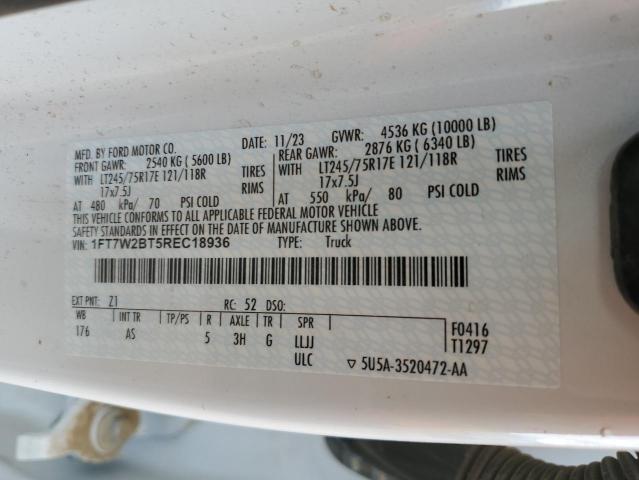 MFD. BY FORD MOTOR CO. DATE: 11/23 GVWR: 4536 KG (10000 LB)
FRONT GAWR: 2540 KG ( 5600 LB) REAR GAWR: 2876 KG ( 6340 LB)
WITH LT245/75R17E 121/118R TIRES WITH LT245/75R17E 121/118R TIRES
17x7.5J RIMS 17x7.5J RIMS
AT 480 kPa/ 70 PSI COLD AT 550 kPa/ 80 PSI COLD
THIS VEHICLE CONFORMS TO ALL APPLICABLE FEDERAL MOTOR VEHICLE
SAFETY STANDARDS IN EFFECT ON THE DATE OF MANUFACTURE SHOWN ABOVE.
VIN: 1FT7W2BT5REC18936 TYPE: Truck
EXT PNT: Z1 RC: 52 DSO:
WB INT TR TP/PS R AXLE TR SPR F0416
176 AS 5 3H G LLJJ T1297
ULC ▽ 5U5A-3520472-AA